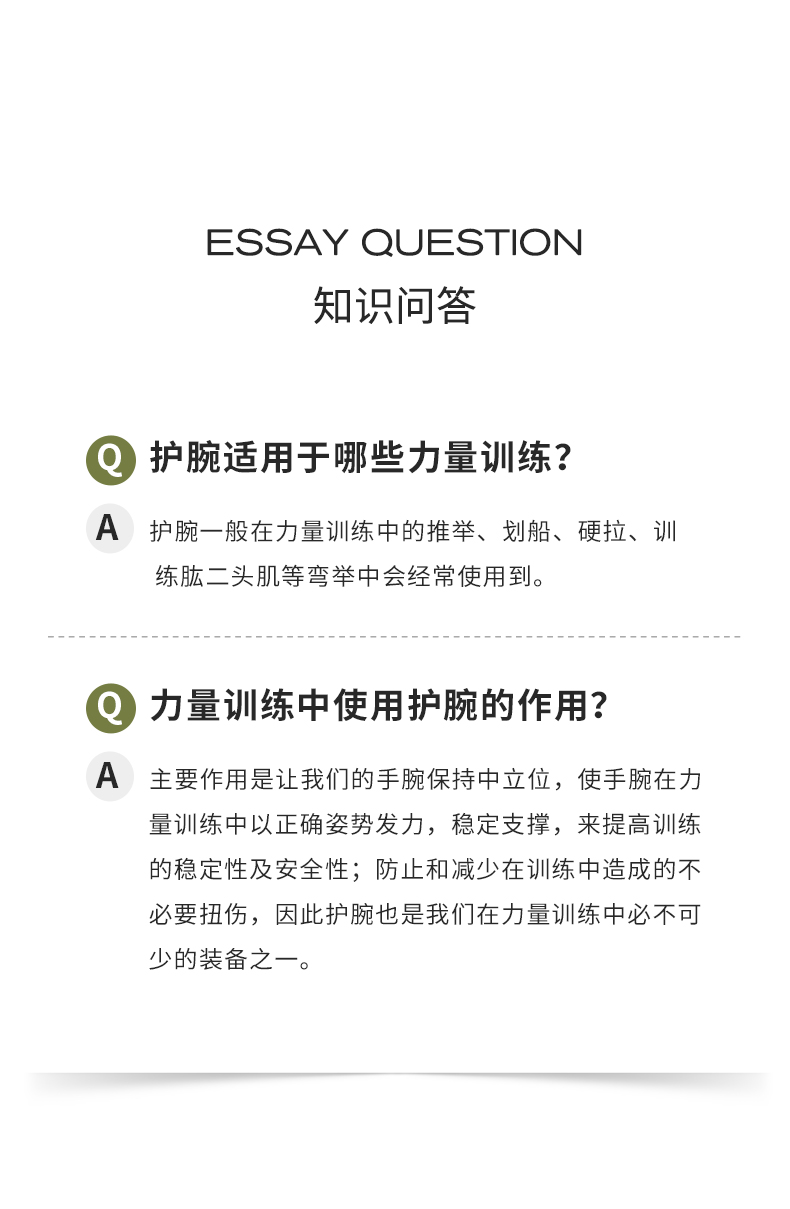 ESSAY QUESTION
知识问答
Q 护腕适用于哪些力量训练？
A 护腕一般在力量训练中的推举、划船、硬拉、训
练肱二头肌等弯举中会经常使用到。
Q 力量训练中使用护腕的作用？
A 主要作用是让我们的手腕保持中立位，使手腕在力
量训练中以正确姿势发力，稳定支撑，来提高训练
的稳定性及安全性；防止和减少在训练中造成的不
必要扭伤，因此护腕也是我们在力量训练中必不可
少的装备之一。